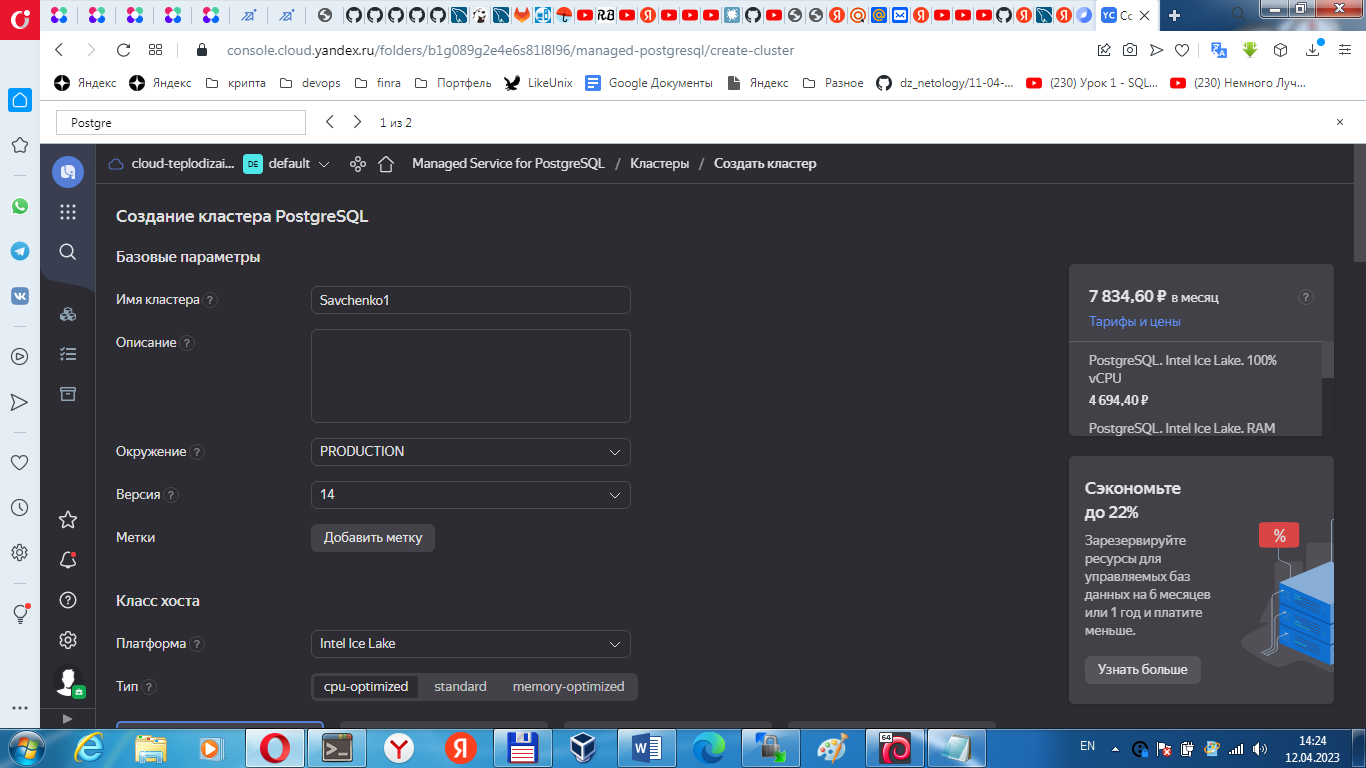 Сс
console.cloud.yandex.ru/folders/b1g089g2e4e6s81l8l96/managed-postgresql/create-cluster
Яндекс Яндекс крипта devops finra Портфель LikeUnix Google Документы Яндекс Разное dz_netology/11-04-... (230) Урок 1 - SQL... (230) Немного Луч...
Postgre 1 из 2
cloud-teplodizai... DE default Managed Service for PostgreSQL / Кластеры / Создать кластер
Создание кластера PostgreSQL
Базовые параметры
Имя кластера ? Savchenko1
Описание ?
Окружение ? PRODUCTION
Версия ? 14
Метки Добавить метку
Класс хоста
Платформа ? Intel Ice Lake
Тип ? cpu-optimized standard memory-optimized
7 834,60 ₽ в месяц ?
Тарифы и цены
PostgreSQL. Intel Ice Lake. 100%
vCPU
4 694,40 ₽
PostgreSQL. Intel Ice Lake. RAM
Сэкономьте
до 22%
%
Зарезервируйте
ресурсы для
управляемых баз
данных на 6 месяцев
или 1 год и платите
меньше.
Узнать больше
EN
14:24
12.04.2023